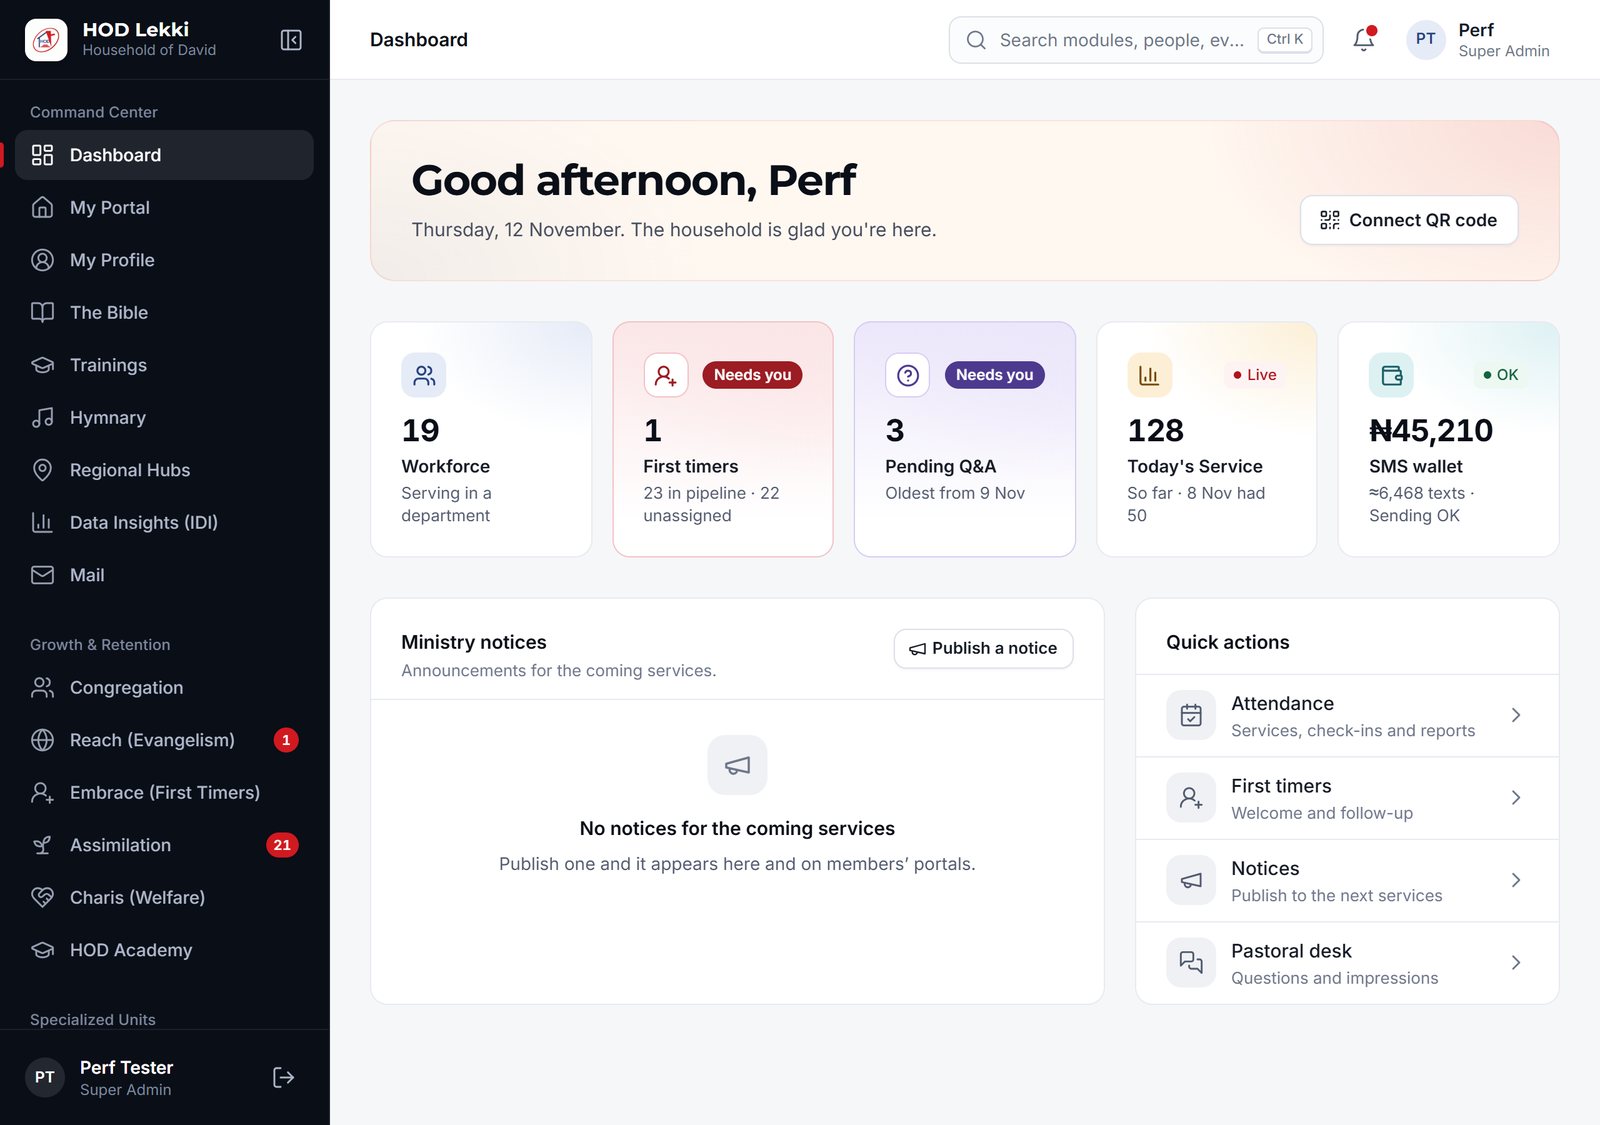 HOD Lekki
Household of David
Command Center
Dashboard
My Portal
My Profile
The Bible
Trainings
Hymnary
Regional Hubs
Data Insights (IDI)
Mail
Growth & Retention
Congregation
Reach (Evangelism) 1
Embrace (First Timers)
Assimilation 21
Charis (Welfare)
HOD Academy
Specialized Units
PT Perf Tester
Super Admin
Dashboard
Search modules, people, ev... Ctrl K
PT Perf
Super Admin
Good afternoon, Perf
Thursday, 12 November. The household is glad you're here.
Connect QR code
19
Workforce
Serving in a
department
Needs you
1
First timers
23 in pipeline · 22
unassigned
Needs you
3
Pending Q&A
Oldest from 9 Nov
Live
128
Today's Service
So far · 8 Nov had
50
OK
₦45,210
SMS wallet
≈6,468 texts ·
Sending OK
Ministry notices
Announcements for the coming services.
Publish a notice
No notices for the coming services
Publish one and it appears here and on members’ portals.
Quick actions
Attendance
Services, check-ins and reports
First timers
Welcome and follow-up
Notices
Publish to the next services
Pastoral desk
Questions and impressions